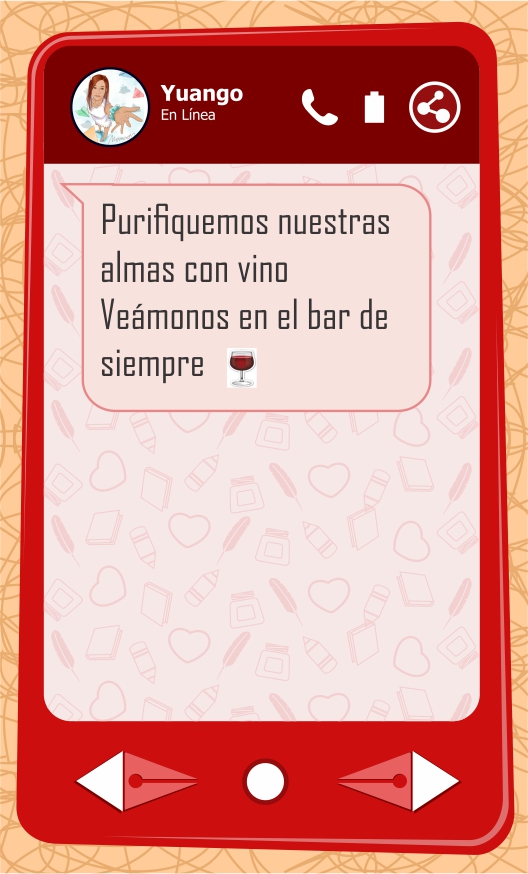 Yuango
En Línea
Purifiquemos nuestras
almas con vino
Veámonos en el bar de
siempre